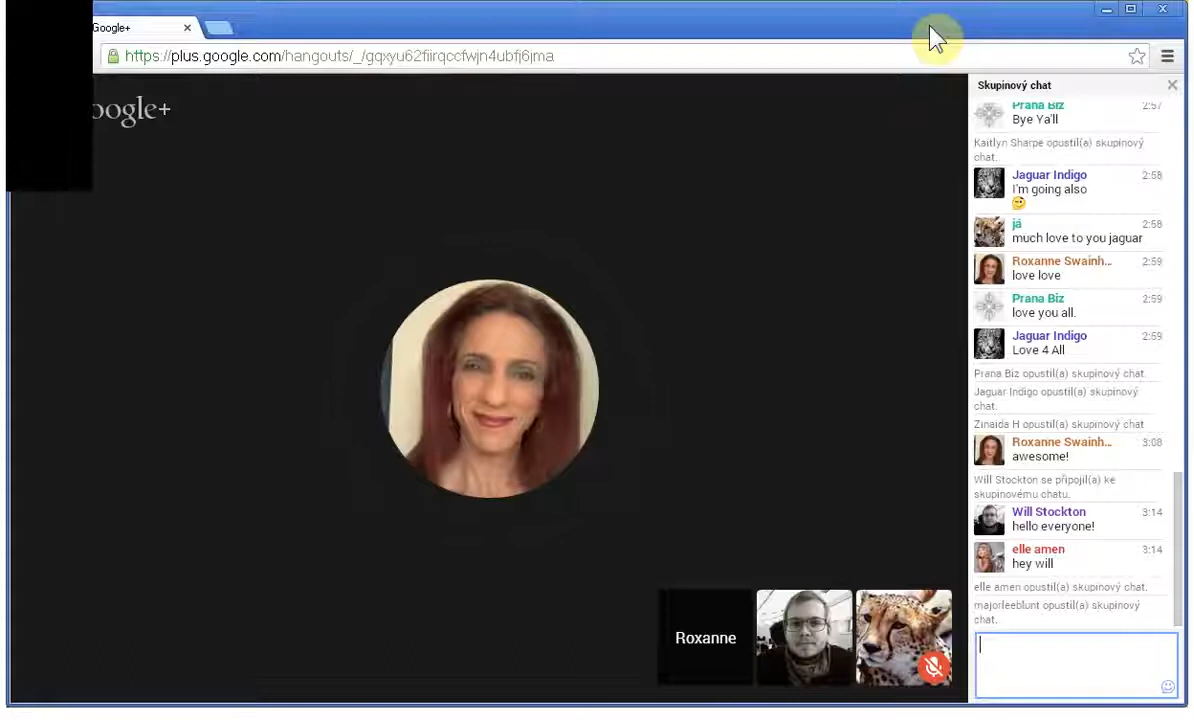 Google+
https://plus.google.com/hangouts/_/gqxyu62fiirqccfwjn4ubfj6jma
oogle+
Skupinový chat
Prana Biz 2:57
Bye Ya'll
Kaitlyn Sharpe opustil(a) skupinový
chat.
Jaguar Indigo 2:58
I'm going also
já 2:58
much love to you jaguar
Roxanne Swainh... 2:59
love love
Prana Biz 2:59
love you all.
Jaguar Indigo 2:59
Love 4 All
Prana Biz opustil(a) skupinový chat.
Jaguar Indigo opustil(a) skupinový
chat.
Zinaida H opustil(a) skupinový chat
Roxanne Swainh... 3:08
awesome!
Will Stockton se připojil(a) ke
skupinovému chatu.
Will Stockton 3:14
hello everyone!
elle amen 3:14
hey will
elle amen opustil(a) skupinový chat.
majorfeeblunt opustil(a) skupinový
chat.
Roxanne